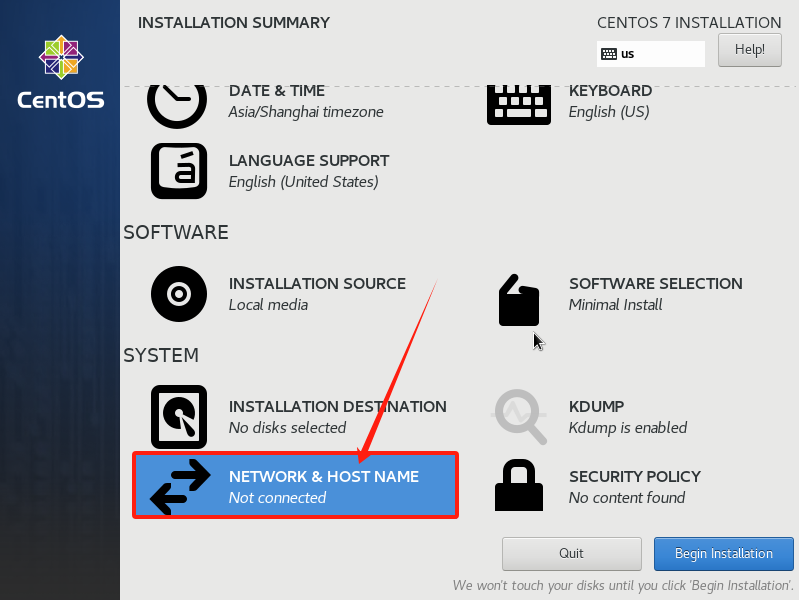 INSTALLATION SUMMARY
CENTOS 7 INSTALLATION
us
Help!
CentOS
DATE & TIME
Asia/Shanghai timezone
KEYBOARD
English (US)
LANGUAGE SUPPORT
English (United States)
SOFTWARE
INSTALLATION SOURCE
Local media
SOFTWARE SELECTION
Minimal Install
SYSTEM
INSTALLATION DESTINATION
No disks selected
KDUMP
Kdump is enabled
NETWORK & HOST NAME
Not connected
SECURITY POLICY
No content found
Quit
Begin Installation
We won't touch your disks until you click 'Begin Installation'.